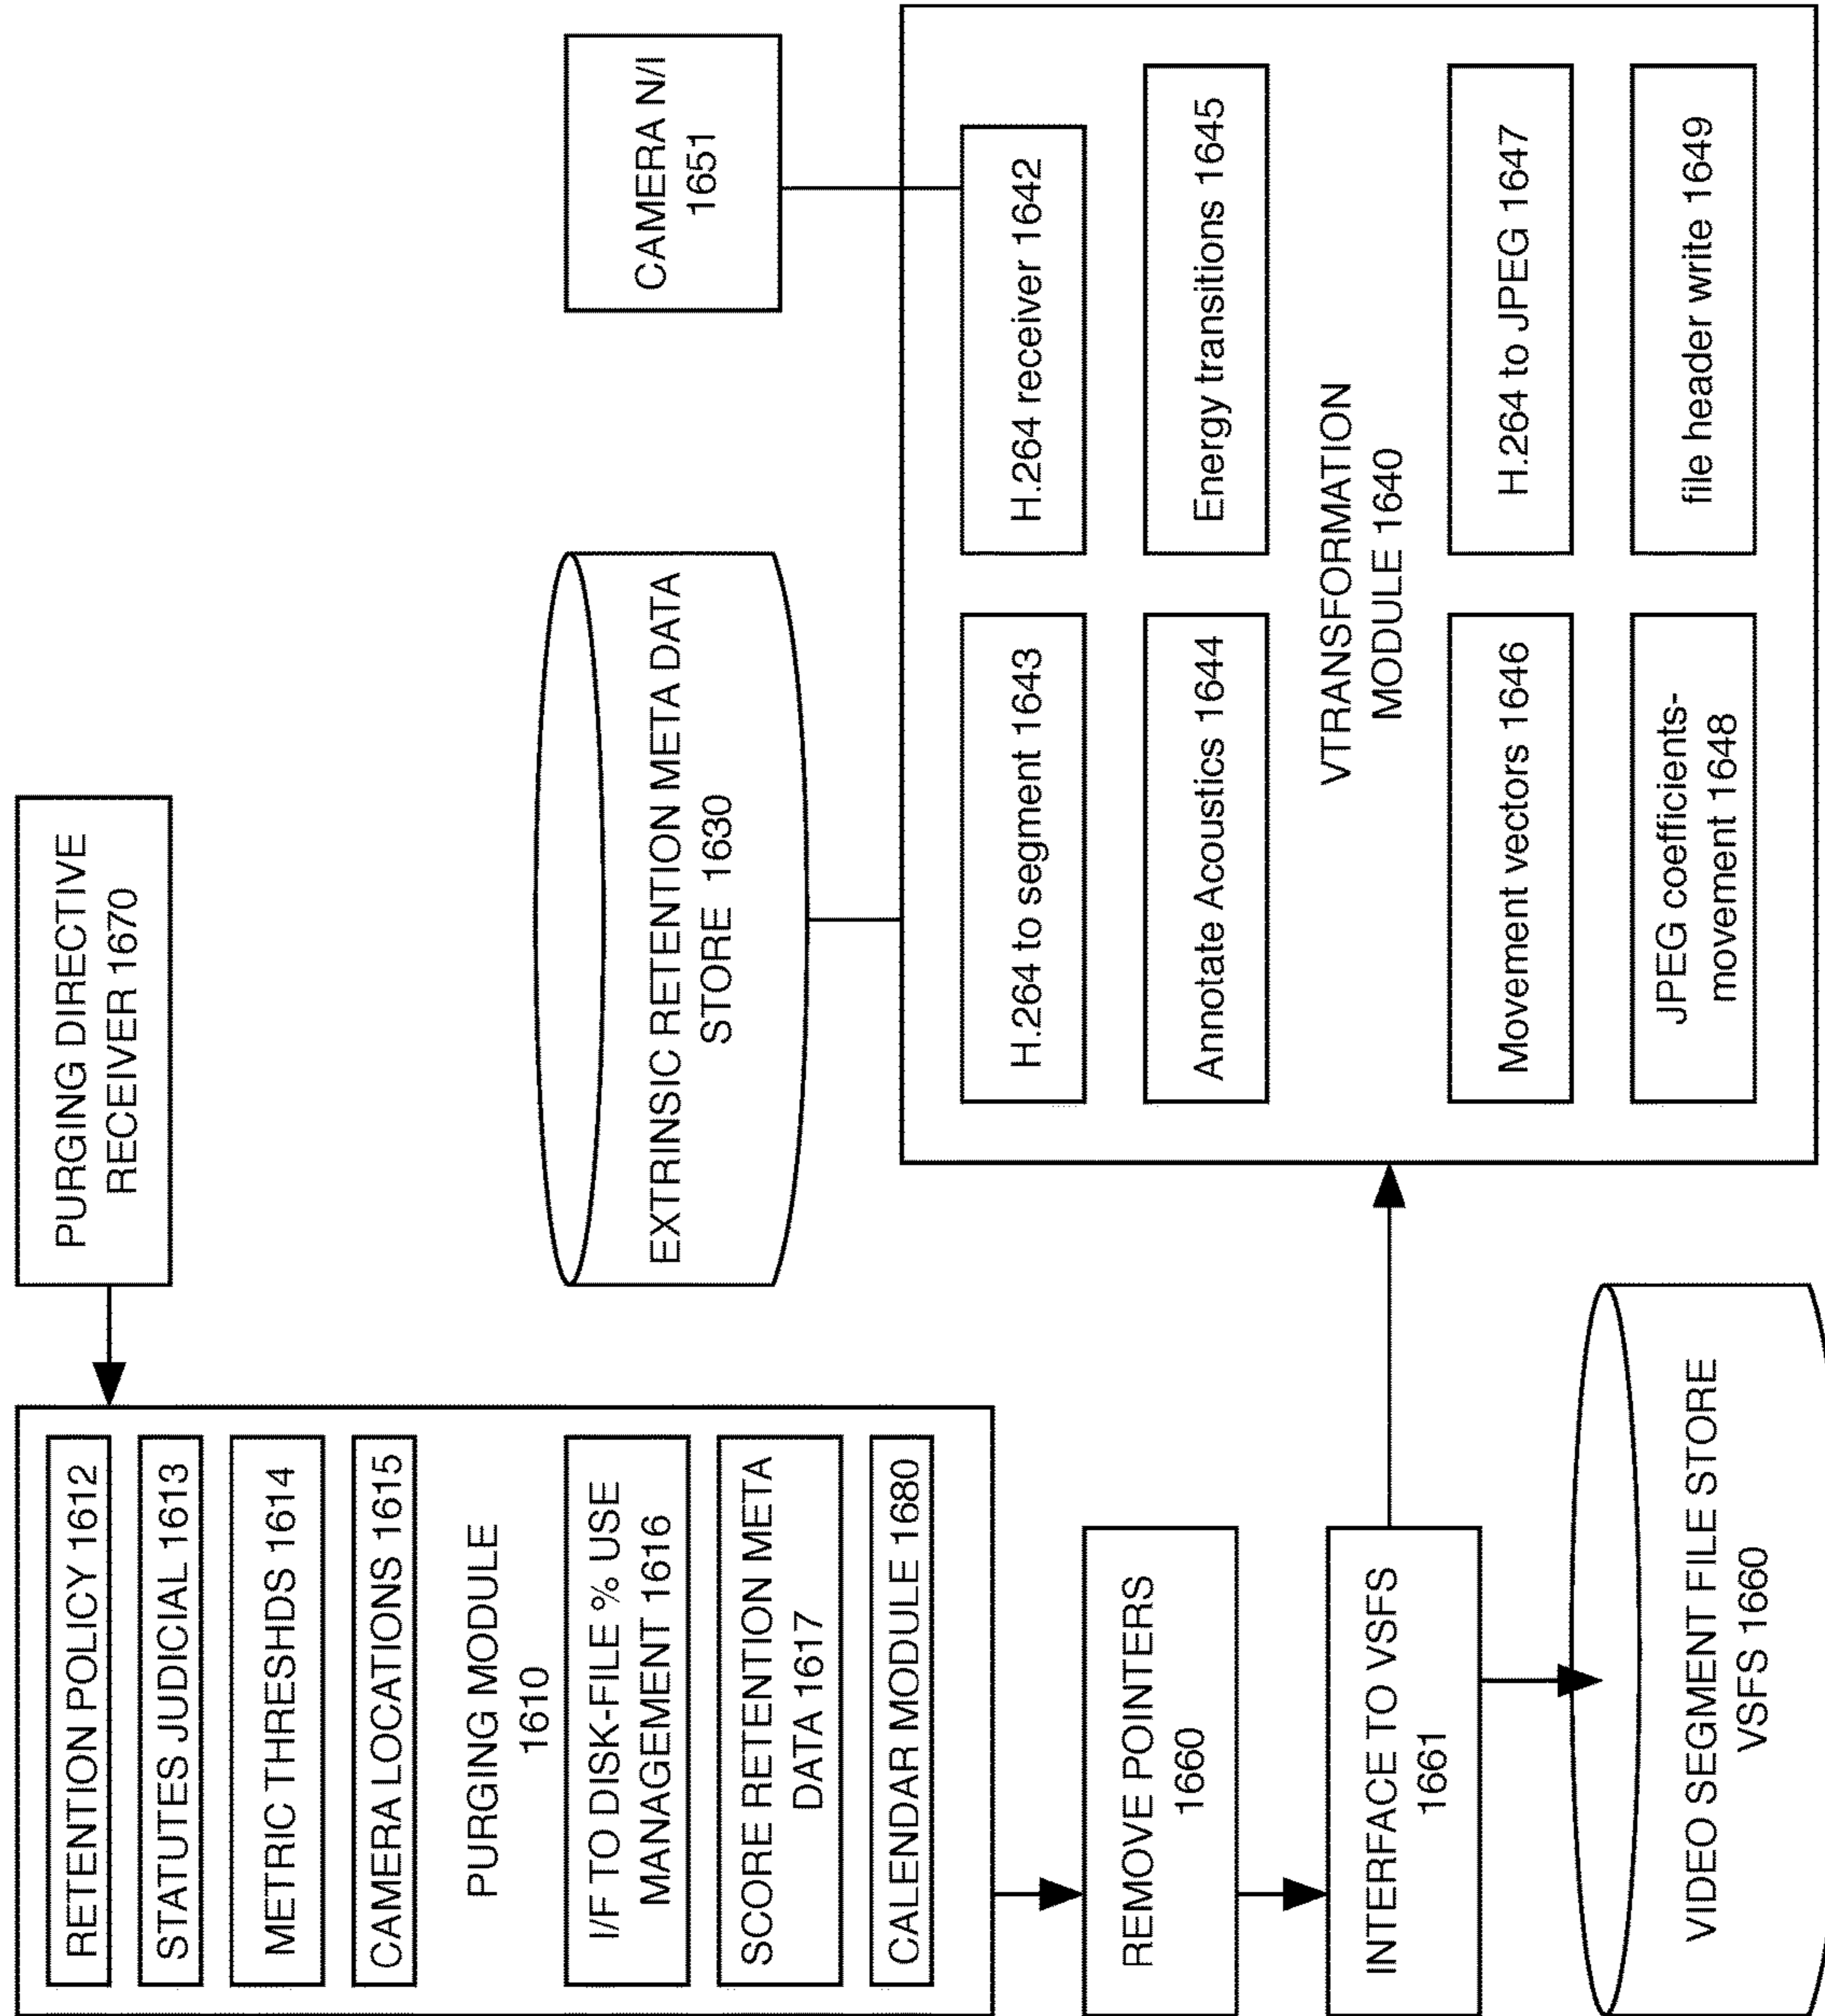 PURGING DIRECTIVE
RECEIVER 1670
RETENTION POLICY 1612
STATUTES JUDICIAL 1613
METRIC THRESHDS 1614
CAMERA LOCATIONS 1615
PURGING MODULE
1610
I/F TO DISK-FILE % USE
MANAGEMENT 1616
SCORE RETENTION META
DATA 1617
CALENDAR MODULE 1680
REMOVE POINTERS
1660
INTERFACE TO VSFS
1661
VIDEO SEGMENT FILE STORE
VSFS 1660
EXTRINSIC RETENTION META DATA
STORE 1630
CAMERA N/I
1651
H.264 to segment 1643
H.264 receiver 1642
Annotate Acoustics 1644
Energy transitions 1645
VTRANSFORMATION
MODULE 1640
Movement vectors 1646
H.264 to JPEG 1647
JPEG coefficients-
movement 1648
file header write 1649